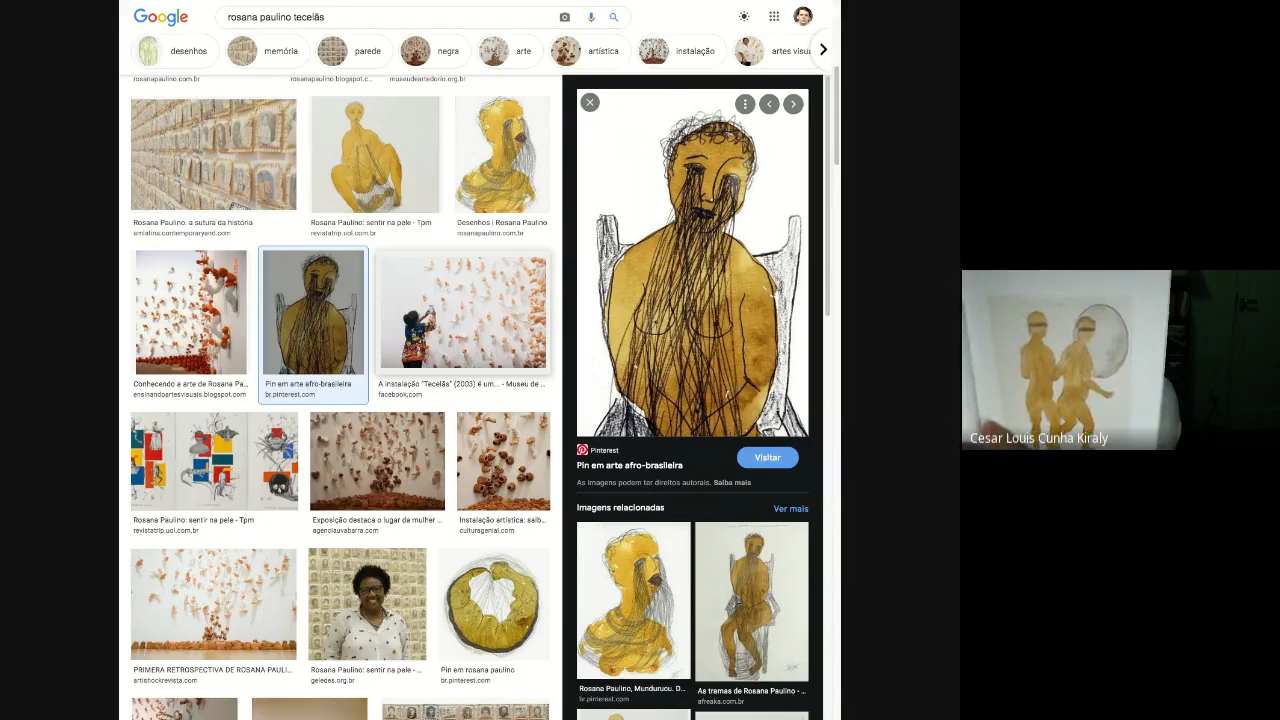 Google
rosana paulino tecelãs
desenhos
memória
parede
negra
arte
artística
instalação
rosanapaulino.com.br
rosanapaulino.blogspot.c...
museudeartedorio.org.br
Rosana Paulino: a sutura da história
amlatina.contemporaryand.com
Rosana Paulino: sentir na pele - Tpm
revistatrip.uol.com.br
Desenhos | Rosana Paulino
rosanapaulino.com.br
Conhecendo a arte de Rosana Pa...
ensinandoartesvisuais.blogspot.com
Pin em arte afro-brasileira
br.pinterest.com
A instalação "Tecelãs" (2003) é um... - Museu de ...
facebook.com
Rosana Paulino: sentir na pele - Tpm
revistatrip.uol.com.br
Exposição destaca o lugar da mulher ...
agenciauvabarra.com
Instalação artística: saib...
culturagenial.com
PRIMERA RETROSPECTIVA DE ROSANA PAULI...
artishockrevista.com
Rosana Paulino: sentir na pele - ...
geledes.org.br
Pin em rosana paulino
br.pinterest.com
Pinterest
Pin em arte afro-brasileira
Visitar
As imagens podem ter direitos autorais. Saiba mais
Imagens relacionadas
Ver mais
Rosana Paulino, Mundurucu. D...
br.pinterest.com
As tramas de Rosana Paulino - ...
afreaka.com.br
Cesar Louis Cunha Kiraly